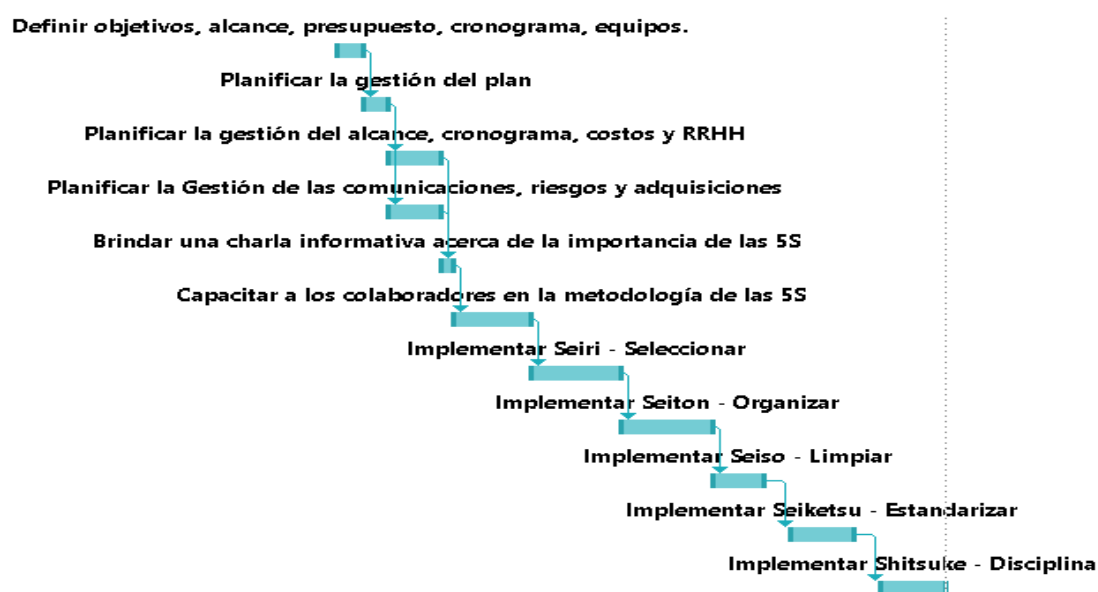 Definir objetivos, alcance, presupuesto, cronograma, equipos.
Planificar la gestión del plan
Planificar la gestión del alcance, cronograma, costos y RRHH
Planificar la Gestión de las comunicaciones, riesgos y adquisiciones
Brindar una charla informativa acerca de la importancia de las 5S
Capacitar a los colaboradores en la metodología de las 5S
Implementar Seiri - Seleccionar
Implementar Seiton - Organizar
Implementar Seiso - Limpiar
Implementar Seiketsu - Estandarizar
Implementar Shitsuke - Disciplina